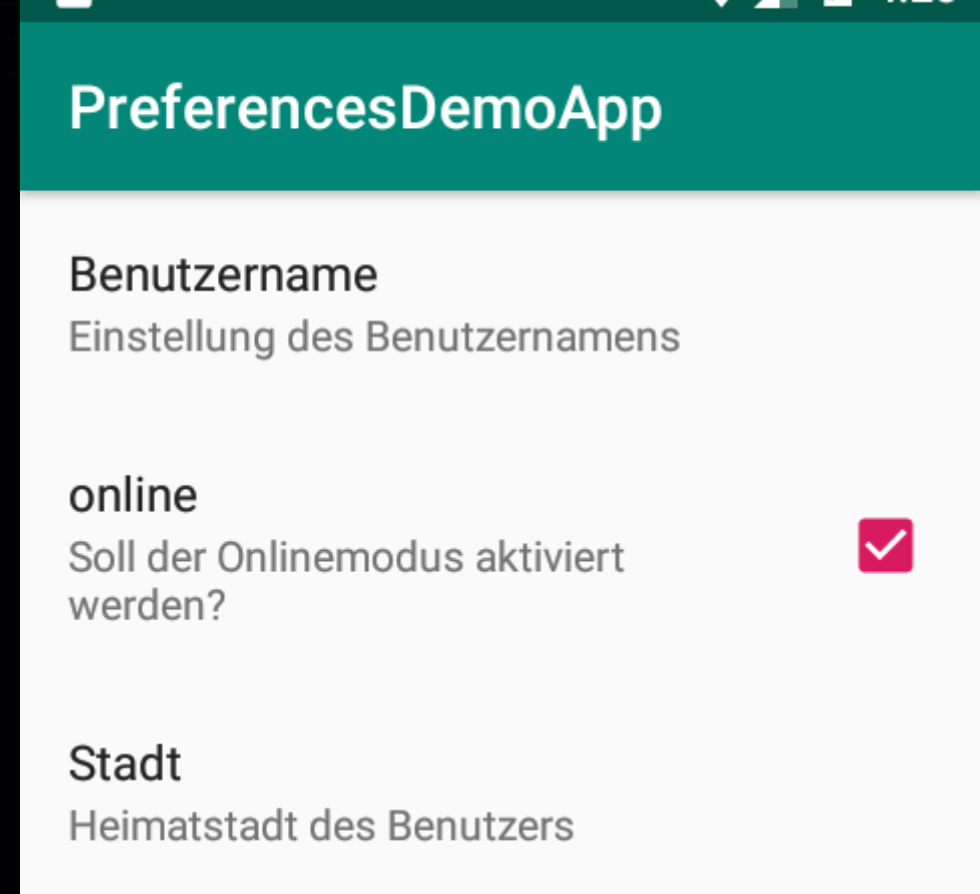 PreferencesDemoApp
Benutzername
Einstellung des Benutzernamens
online
Soll der Onlinemodus aktiviert
werden?
Stadt
Heimatstadt des Benutzers